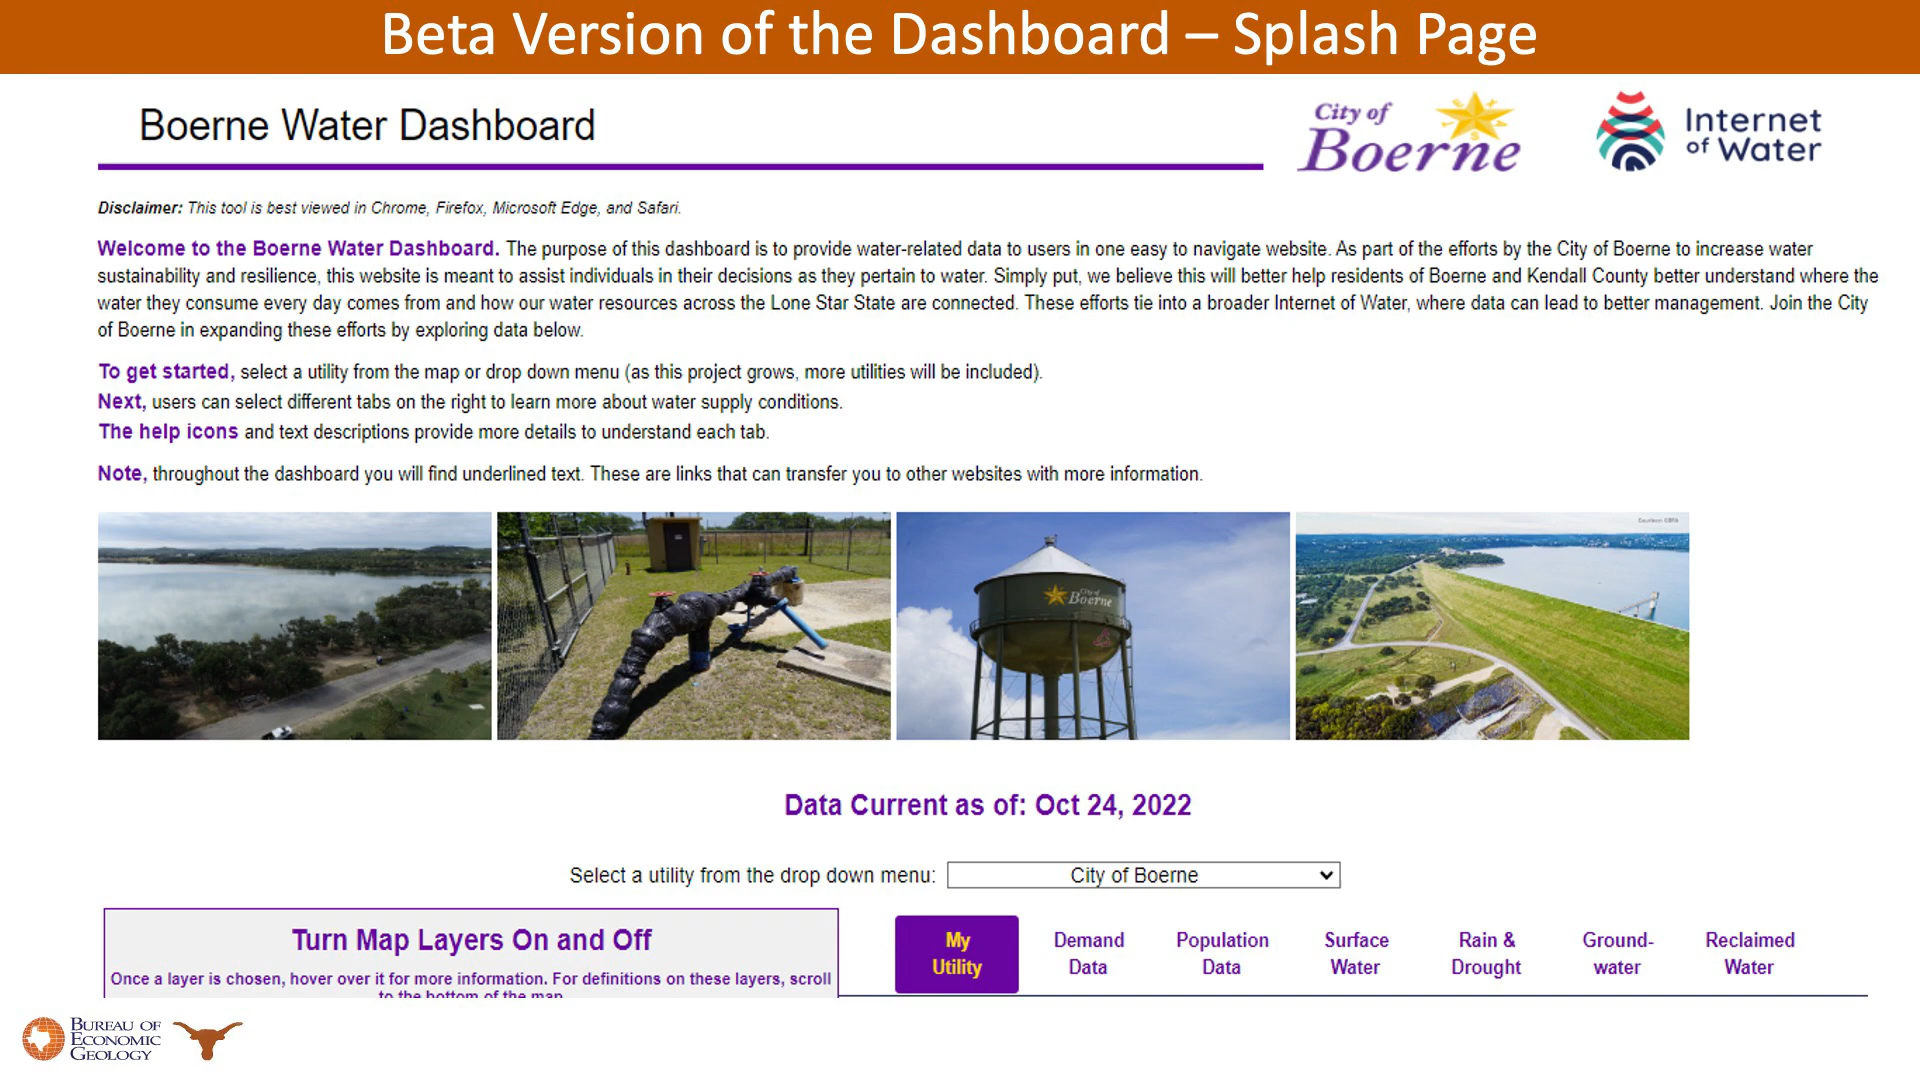 Beta Version of the Dashboard – Splash Page
Boerne Water Dashboard
City of
Boerne
Internet
of Water
Disclaimer: This tool is best viewed in Chrome, Firefox, Microsoft Edge, and Safari.
Welcome to the Boerne Water Dashboard. The purpose of this dashboard is to provide water-related data to users in one easy to navigate website. As part of the efforts by the City of Boerne to increase water
sustainability and resilience, this website is meant to assist individuals in their decisions as they pertain to water. Simply put, we believe this will better help residents of Boerne and Kendall County better understand where the
water they consume every day comes from and how our water resources across the Lone Star State are connected. These efforts tie into a broader Internet of Water, where data can lead to better management. Join the City
of Boerne in expanding these efforts by exploring data below.
To get started, select a utility from the map or drop down menu (as this project grows, more utilities will be included).
Next, users can select different tabs on the right to learn more about water supply conditions.
The help icons and text descriptions provide more details to understand each tab.
Note, throughout the dashboard you will find underlined text. These are links that can transfer you to other websites with more information.
City of
Boerne
Data Current as of: Oct 24, 2022
Select a utility from the drop down menu: City of Boerne
Turn Map Layers On and Off
Once a layer is chosen, hover over it for more information. For definitions on these layers, scroll
to the bottom of the map
My
Utility
Demand
Data
Population
Data
Surface
Water
Rain &
Drought
Ground-
water
Reclaimed
Water
BUREAU OF
ECONOMIC
GEOLOGY